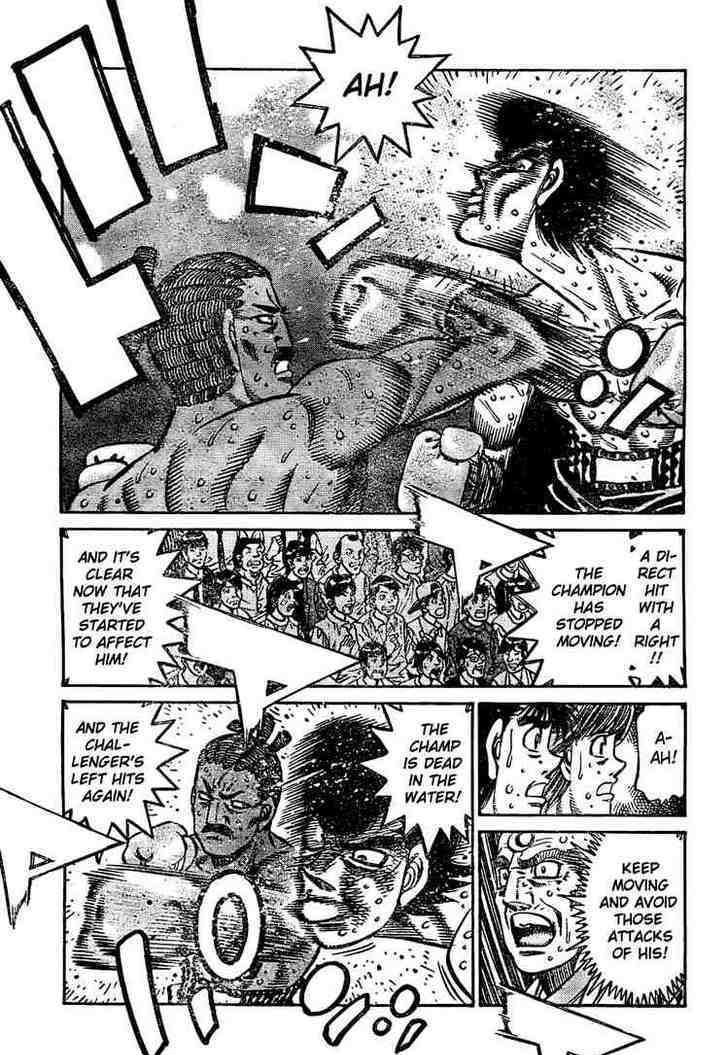 AH!
A DI-
RECT
HIT
WITH
A
RIGHT
!!
THE
CHAMPION
HAS
STOPPED
MOVING!
AND IT'S
CLEAR
NOW THAT
THEY'VE
STARTED
TO AFFECT
HIM!
A-
AH!
KEEP
MOVING
AND AVOID
THOSE
ATTACKS
OF HIS!
THE
CHAMP
IS DEAD
IN THE
WATER!
AND THE
CHAL-
LENGER'S
LEFT HITS
AGAIN!